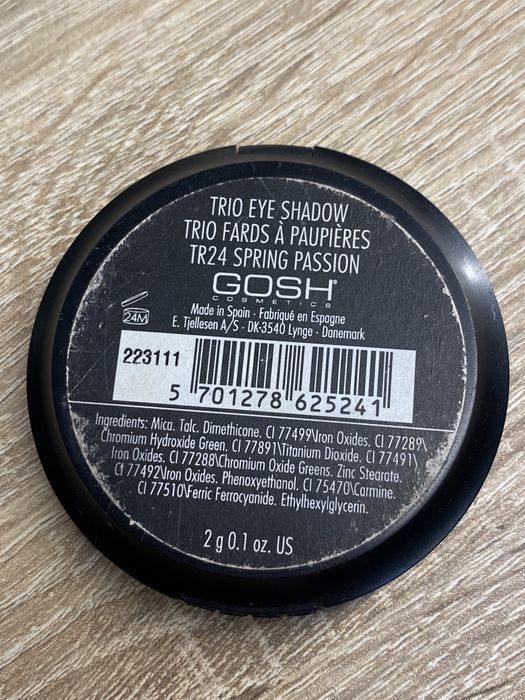 TRIO EYE SHADOW
TRIO FARDS À PAUPIÈRES
TR24 SPRING PASSION
GOSH
COSMETICS
Made in Spain · Fabriqué en Espagne
E. Tjellesen A/S · DK-3540 Lynge · Danemark
24M
223111
5 701278 625241
Ingredients: Mica. Talc. Dimethicone. CI 77499\Iron Oxides. CI 77289\
Chromium Hydroxide Green. CI 77891\Titanium Dioxide. CI 77491\
Iron Oxides. CI 77288\Chromium Oxide Greens. Zinc Stearate.
CI 77492\Iron Oxides. Phenoxyethanol. CI 75470\Carmine.
CI 77510\Ferric Ferrocyanide. Ethylhexylglycerin.
2 g 0.1 oz. US